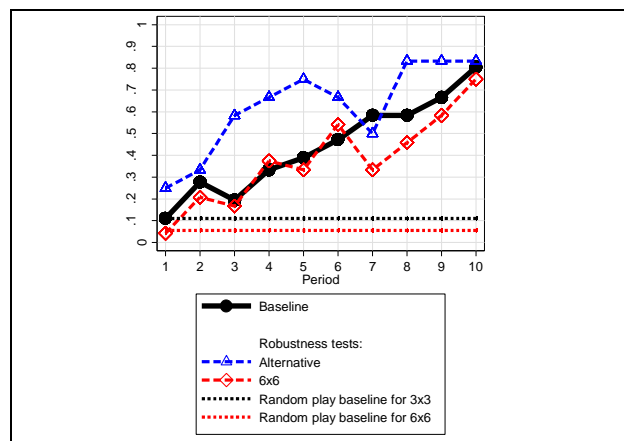 1
.9
.8
.7
.6
.5
.4
.3
.2
.1
0
1 2 3 4 5 6 7 8 9 10
Period
Baseline
Robustness tests:
Alternative
6x6
Random play baseline for 3x3
Random play baseline for 6x6